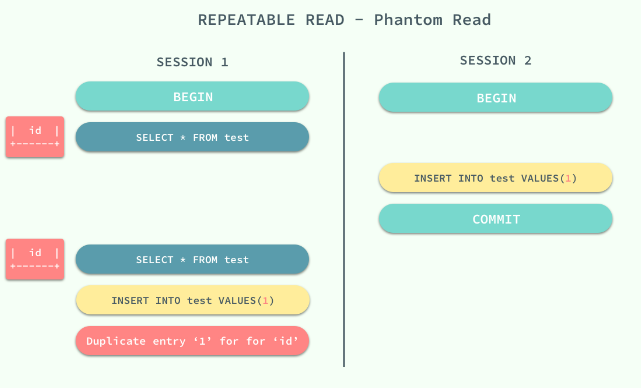 REPEATABLE READ - Phantom Read
SESSION 1
SESSION 2
BEGIN
BEGIN
| id |
+------+
SELECT * FROM test
INSERT INTO test VALUES(1)
COMMIT
| id |
+------+
SELECT * FROM test
INSERT INTO test VALUES(1)
Duplicate entry ‘1’ for for ‘id’